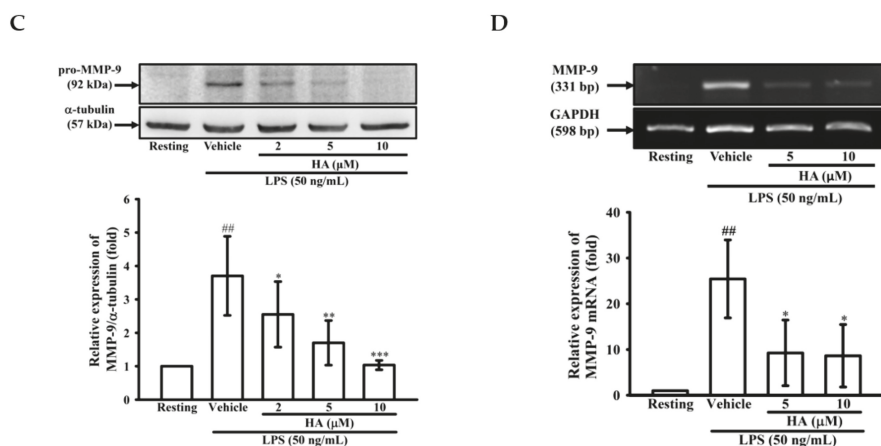 C
pro-MMP-9
(92 kDa)
α-tubulin
(57 kDa)
Resting Vehicle 2 5 10
HA (μM)
LPS (50 ng/mL)
Relative expression of
MMP-9/α-tubulin (fold)
6
5
4
3
2
1
0
##
*
**
***
Resting Vehicle 2 5 10
HA (μM)
LPS (50 ng/mL)
D
MMP-9
(331 bp)
GAPDH
(598 bp)
Resting Vehicle 5 10
HA (μM)
LPS (50 ng/mL)
Relative expression of
MMP-9 mRNA (fold)
40
30
20
10
0
##
*
*
Resting Vehicle 5 10
HA (μM)
LPS (50 ng/mL)